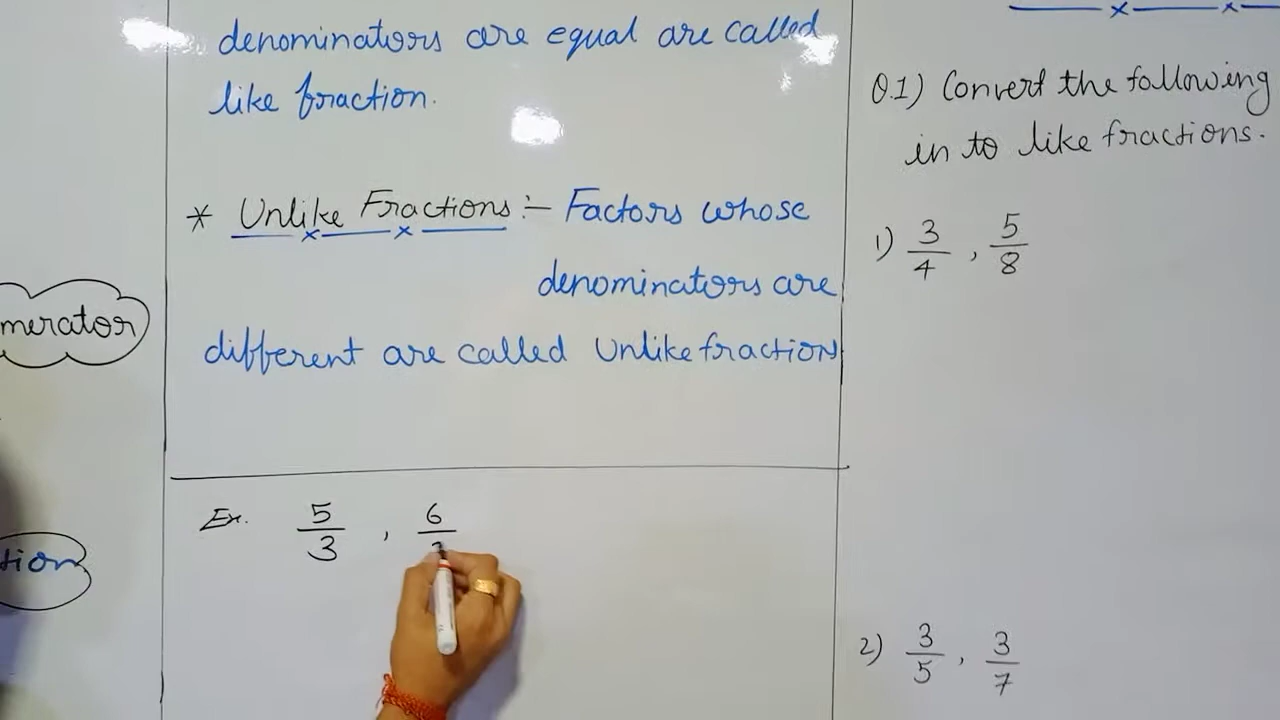 denominators are equal are called
like fraction.
* Unlike Fractions :- Factors whose
denominators are
different are called Unlike fraction
Ex. 5/3 , 6/
merator
tion
Q.1) Convert the following
in to like fractions.
1) 3/4 , 5/8
2) 3/5 , 3/7